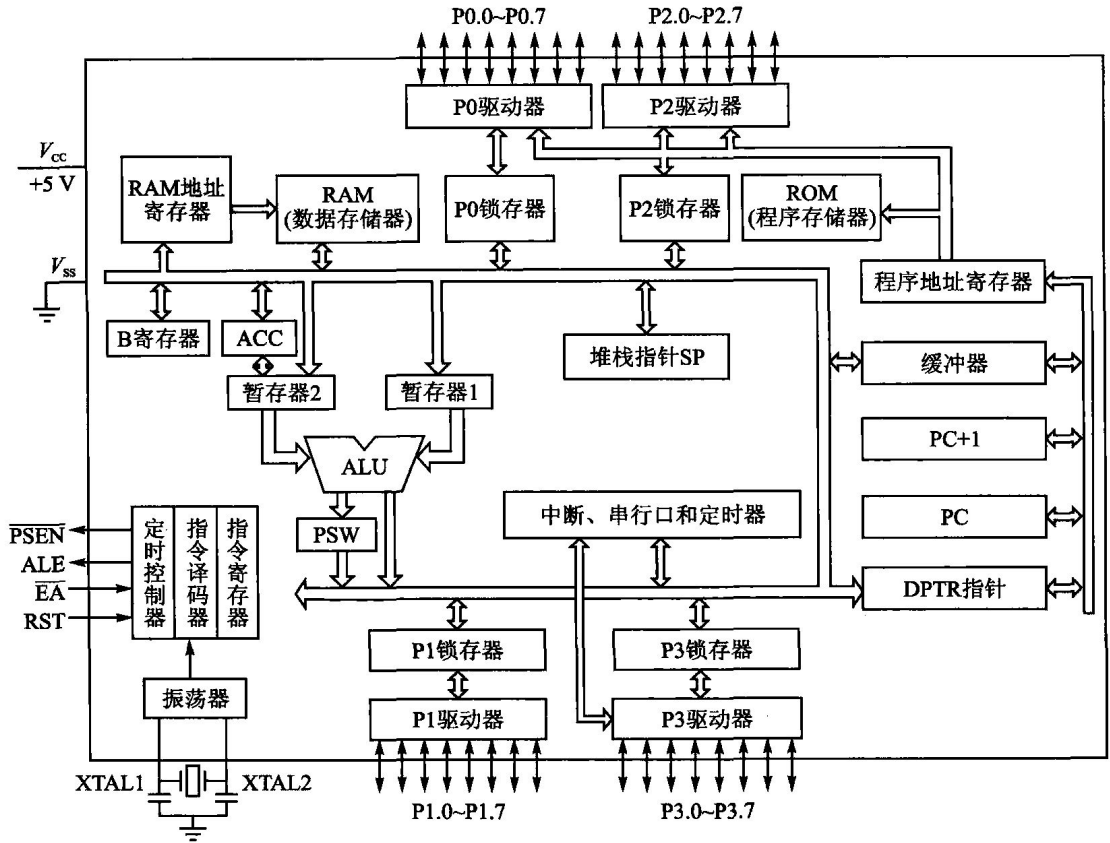 P0.0~P0.7
P2.0~P2.7
P0驱动器
P2驱动器
VCC
+5 V
RAM地址
寄存器
RAM
(数据存储器)
P0锁存器
P2锁存器
ROM
(程序存储器)
VSS
程序地址寄存器
B寄存器
ACC
堆栈指针SP
缓冲器
暂存器2
暂存器1
PC+1
ALU
中断、串行口和定时器
PC
PSW
DPTR指针
PSEN
ALE
EA
RST
定时控制器
指令译码器
指令寄存器
P1锁存器
P3锁存器
振荡器
P1驱动器
P3驱动器
XTAL1
XTAL2
P1.0~P1.7
P3.0~P3.7